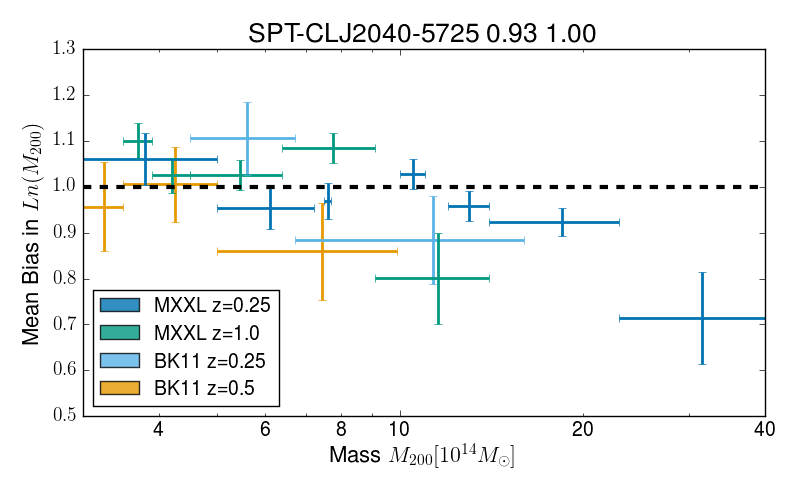 SPT-CLJ2040-5725 0.93 1.00
Mean Bias in Ln(M₂₀₀)
1.3
1.2
1.1
1.0
0.9
0.8
0.7
0.6
0.5
MXXL z=0.25
MXXL z=1.0
BK11 z=0.25
BK11 z=0.5
4 6 8 10 20 40
Mass M₂₀₀[10¹⁴M☉]